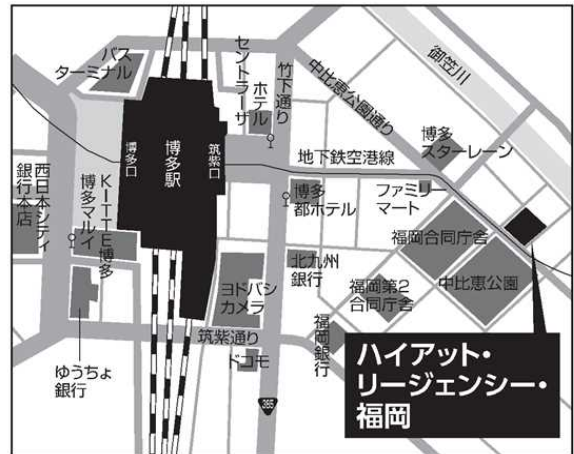 バス
ターミナル
セントラーザ
ホテル
竹下通り
中比恵公園通り
御笠川
博多口
博多駅
筑紫口
地下鉄空港線
博多
スターレーン
西日本シティ
銀行本店
KITTE博多
博多マルイ
博多
都ホテル
ファミリー
マート
福岡合同庁舎
北九州
銀行
ヨドバシ
カメラ
福岡第2
合同庁舎
中比恵公園
筑紫通り
福岡銀行
ドコモ
ゆうちょ
銀行
385
ハイアット・
リージェンシー・
福岡